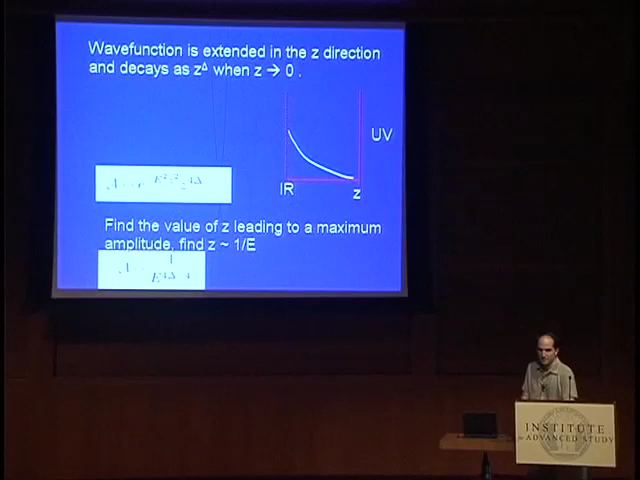 Wavefunction is extended in the z direction
and decays as z^Δ when z → 0 .
UV
IR
z
Find the value of z leading to a maximum
amplitude, find z ~ 1/E
INSTITUTE
for ADVANCED STUDY